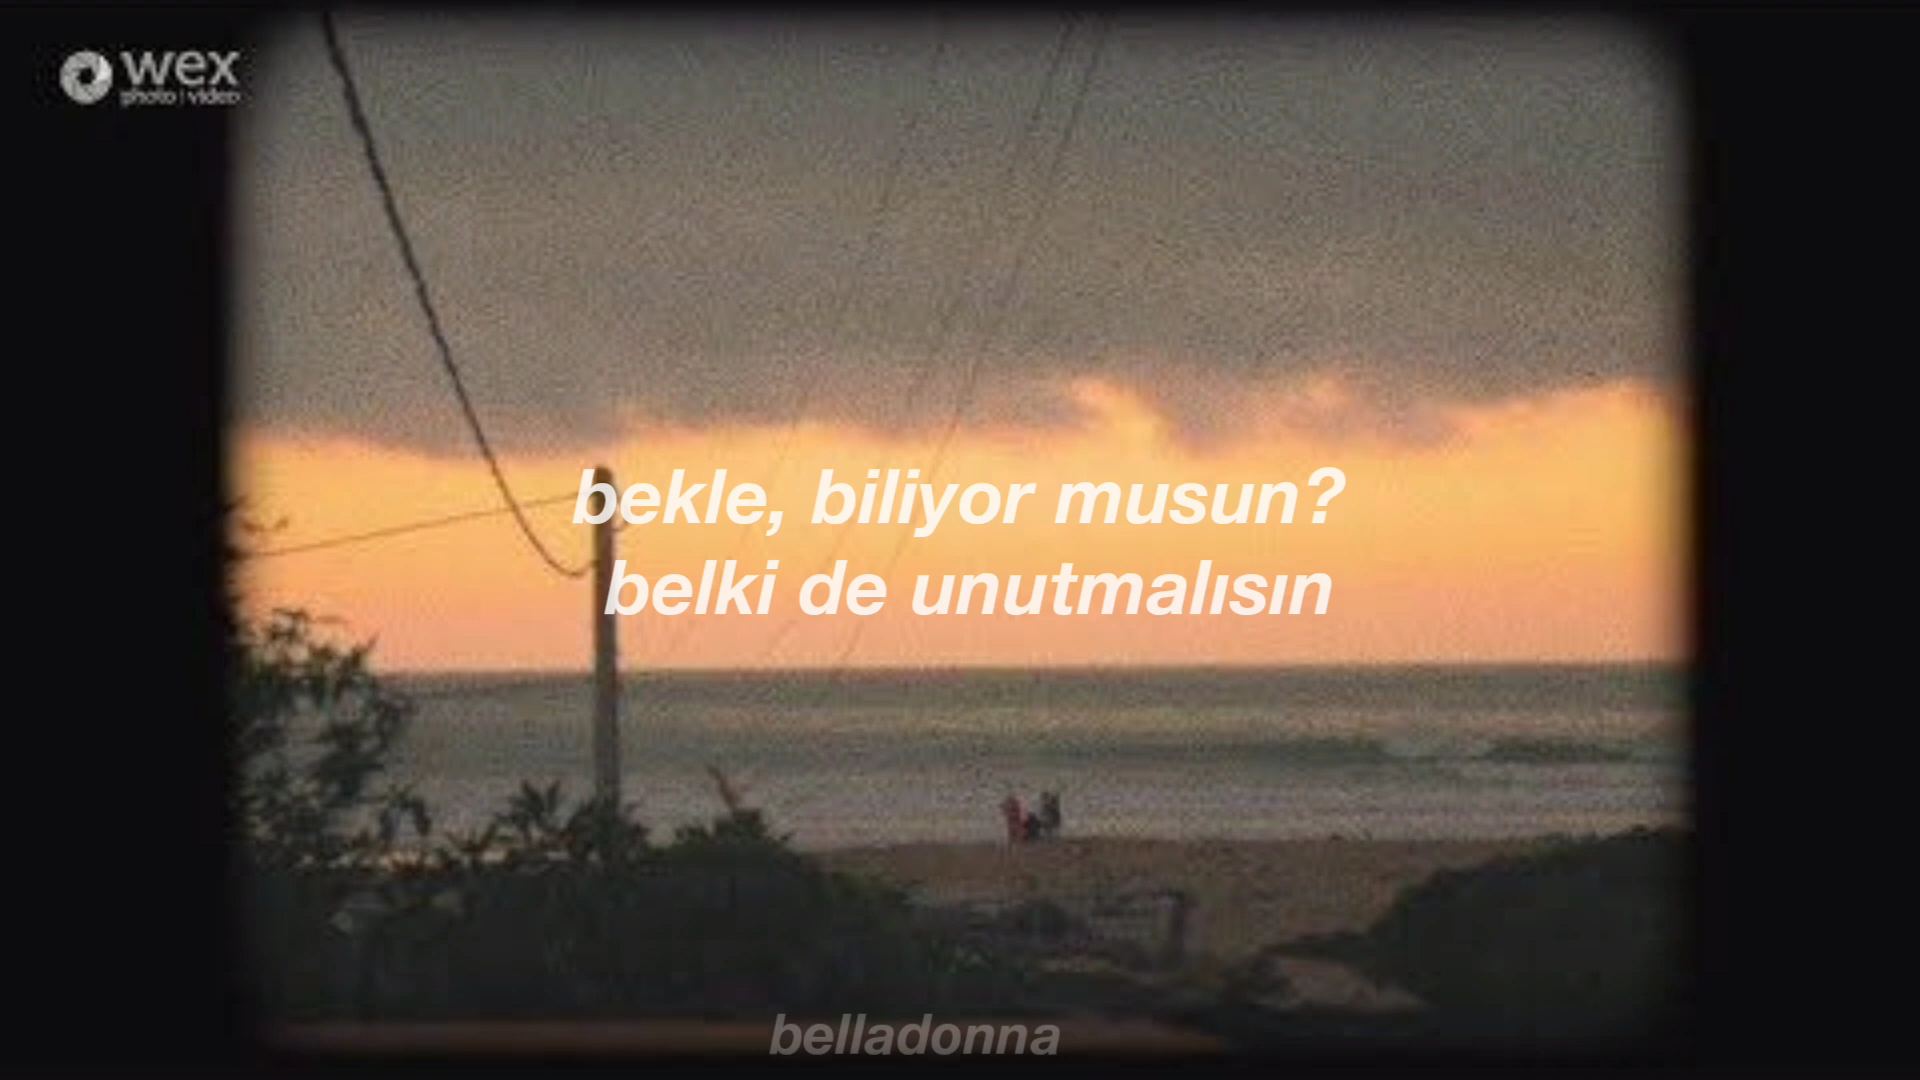 wex
photo | video
bekle, biliyor musun?
belki de unutmalısın
belladonna